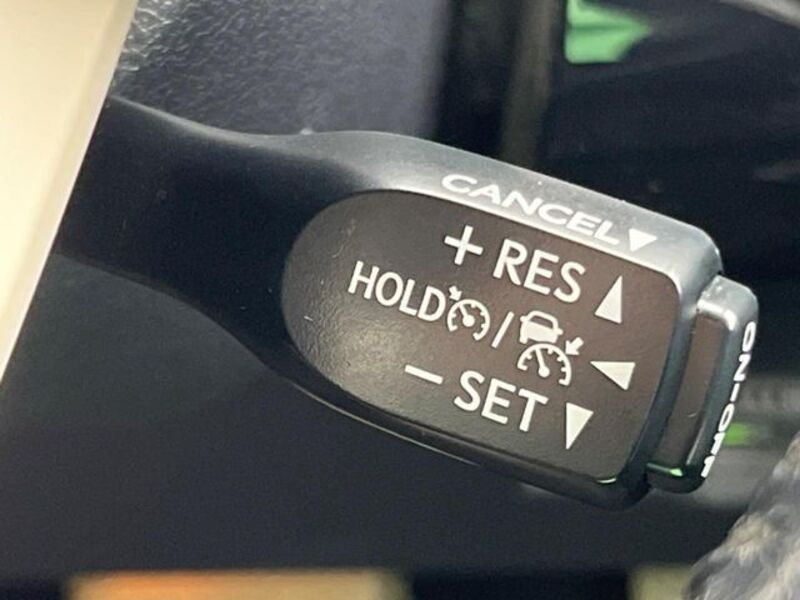 CANCEL▼
+ RES ▲
HOLD / ◀
− SET ▼
ON-OFF